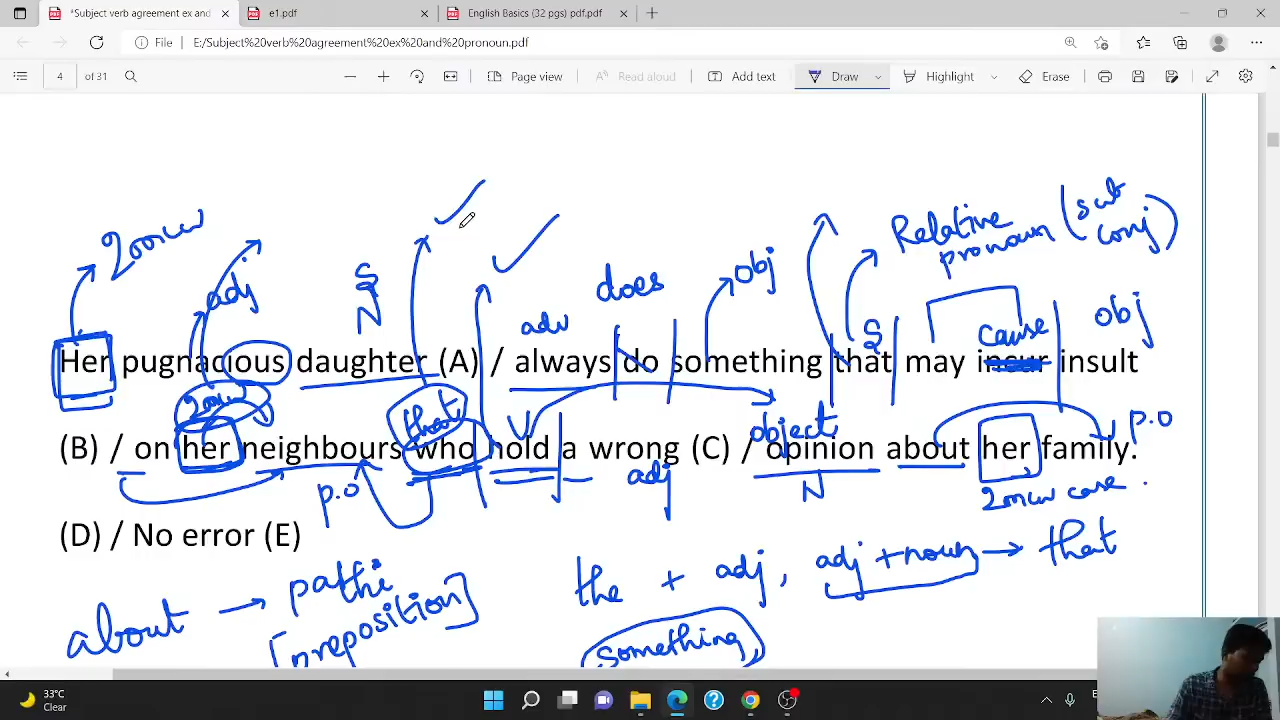 *Subject verb agreement ex and
e1.pdf
English Basics (32 pgs) pdf.pdf
File
E:/Subject%20verb%20agreement%20ex%20and%20pronoun.pdf
4 of 31
Page view
Read aloud
Add text
Draw
Highlight
Erase
Relative pronoun (sub conj)
adj
S
N
adv
does
obj
S
cause
obj
Her pugnacious daughter (A) / always do something that may incur insult
that
object
p.o
(B) / on her neighbours who hold a wrong (C) / opinion about her family.
p.o
adj
N
case.
(D) / No error (E)
about → pathi
[preposition]
the + adj, adj + noun → that
something
33°C
Clear